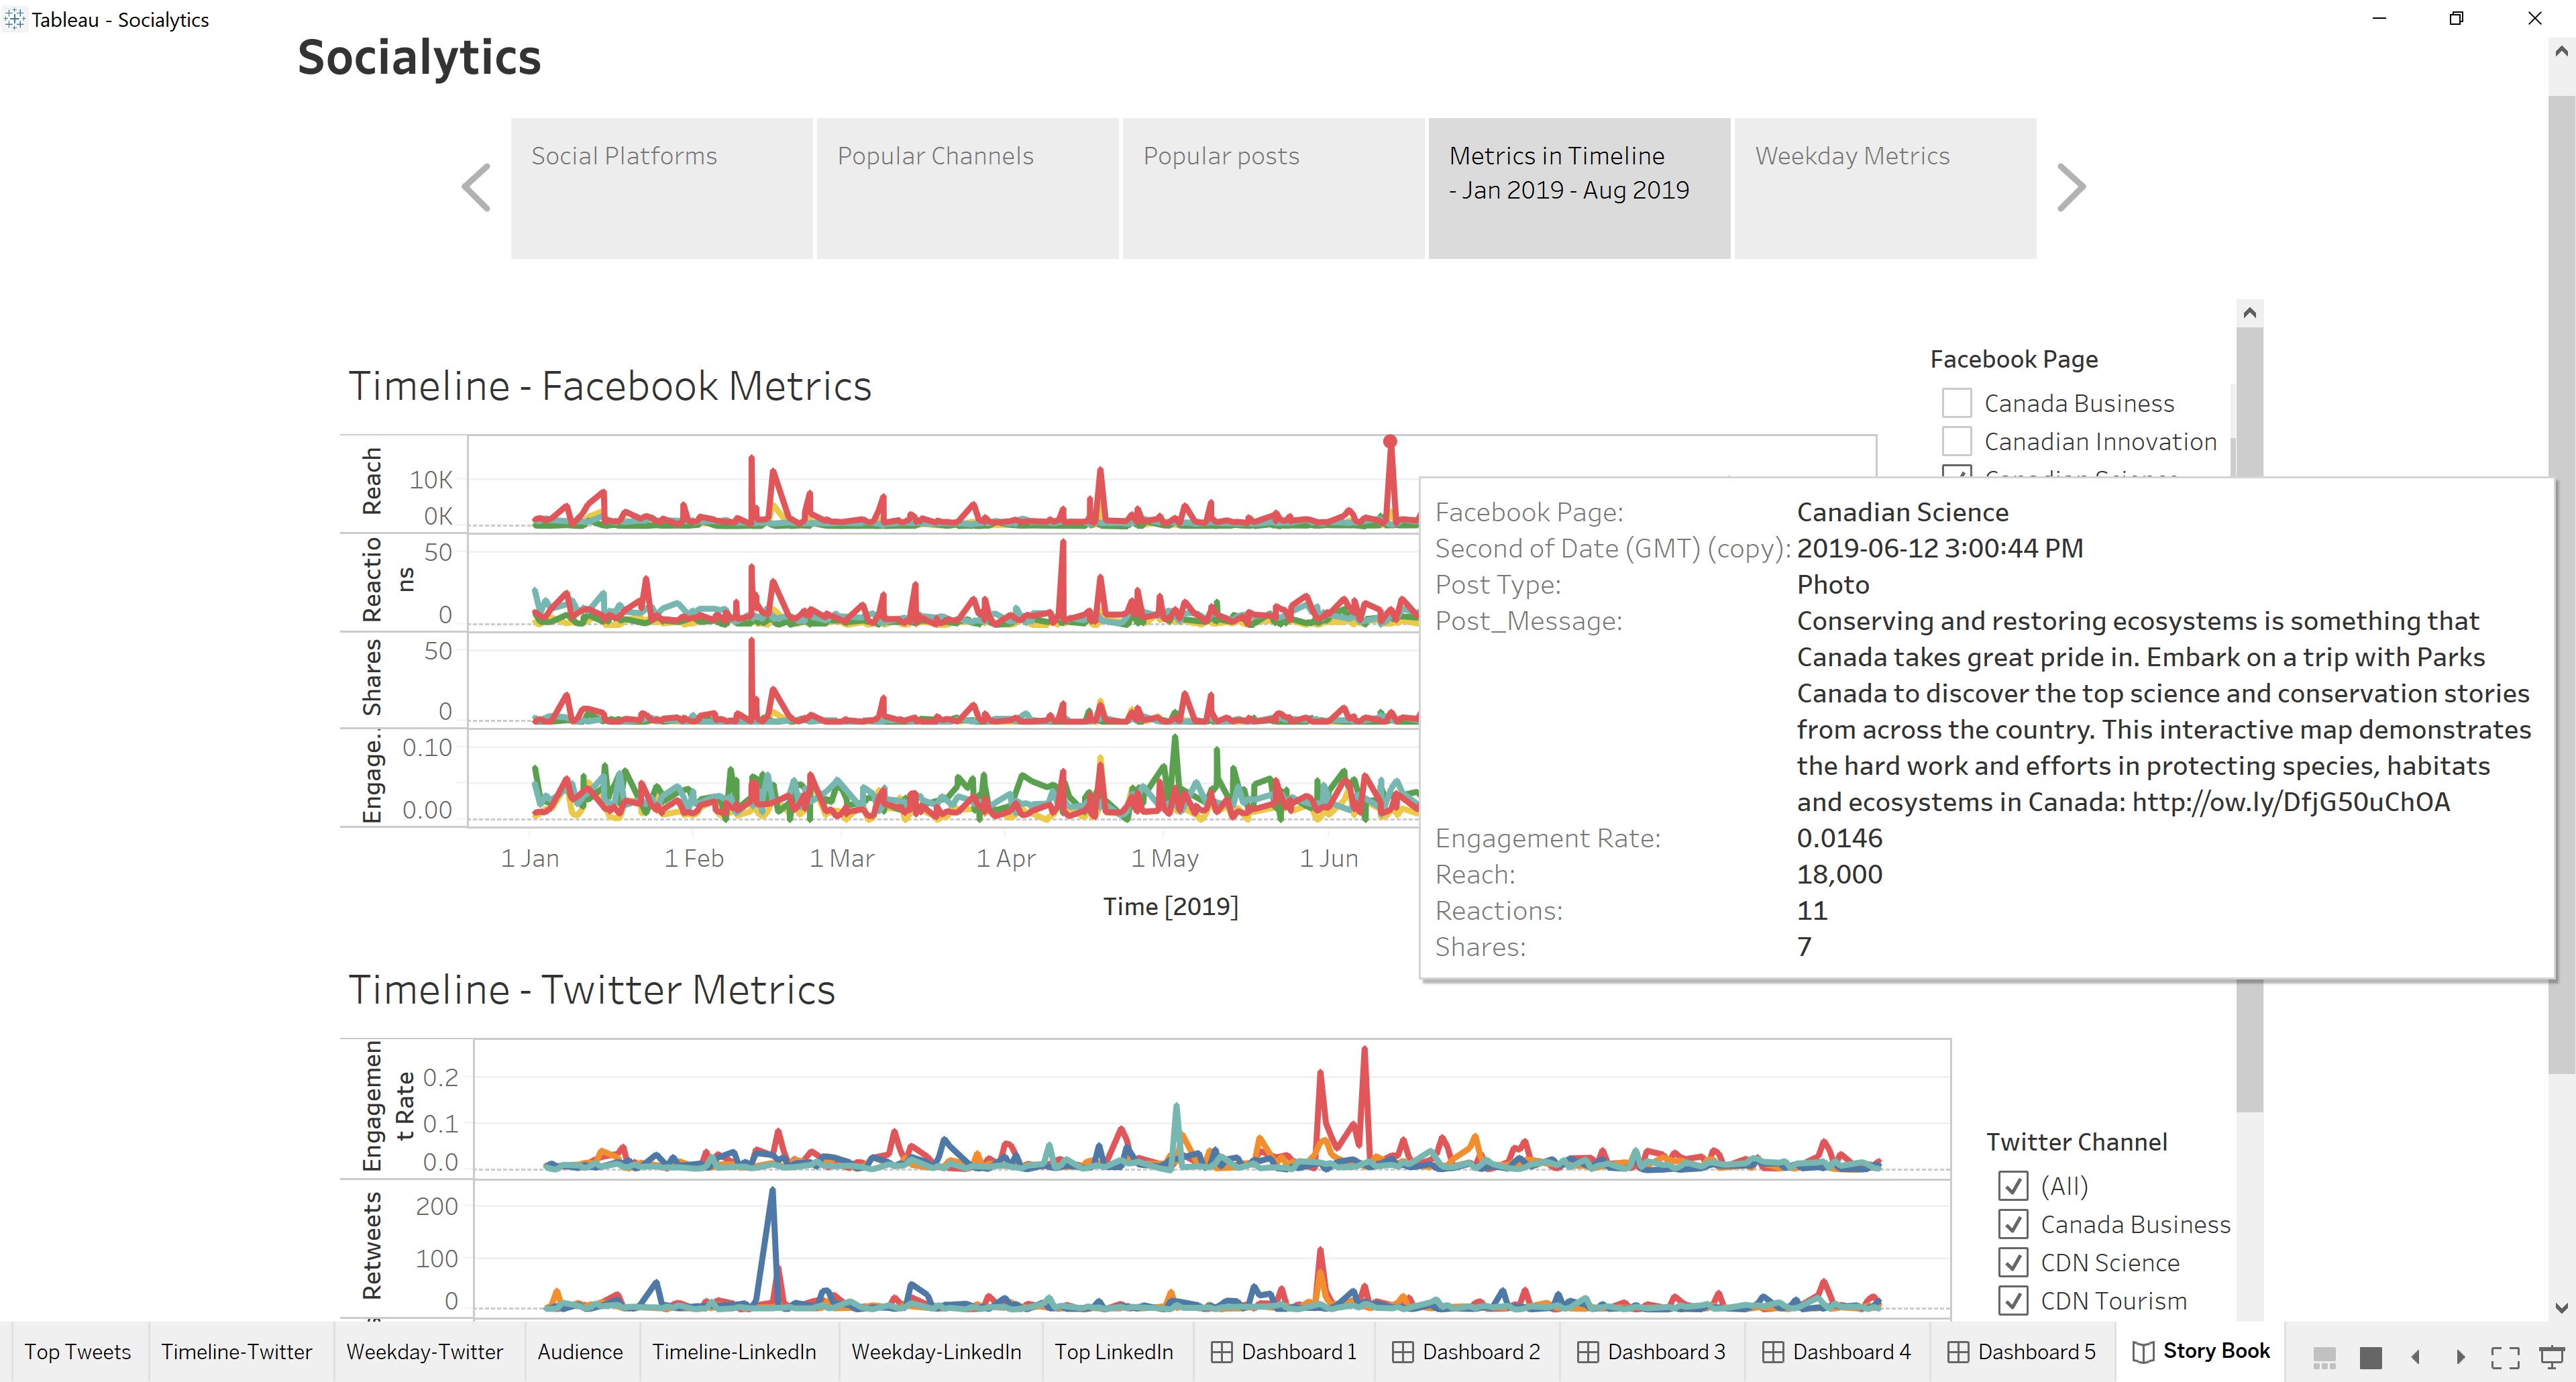 Tableau - Socialytics
Socialytics
Social Platforms
Popular Channels
Popular posts
Metrics in Timeline
- Jan 2019 - Aug 2019
Weekday Metrics
Timeline - Facebook Metrics
Facebook Page
Canada Business
Canadian Innovation
Canadian Science
Reach
10K
0K
Reactio
ns
50
0
Shares
50
0
Engage..
0.10
0.00
1 Jan
1 Feb
1 Mar
1 Apr
1 May
1 Jun
Time [2019]
Facebook Page: Canadian Science
Second of Date (GMT) (copy): 2019-06-12 3:00:44 PM
Post Type: Photo
Post_Message: Conserving and restoring ecosystems is something that
Canada takes great pride in. Embark on a trip with Parks
Canada to discover the top science and conservation stories
from across the country. This interactive map demonstrates
the hard work and efforts in protecting species, habitats
and ecosystems in Canada: http://ow.ly/DfjG50uChOA
Engagement Rate: 0.0146
Reach: 18,000
Reactions: 11
Shares: 7
Timeline - Twitter Metrics
Engagemen
t Rate
0.2
0.1
0.0
Retweets
200
100
0
Twitter Channel
(All)
Canada Business
CDN Science
CDN Tourism
Top Tweets
Timeline-Twitter
Weekday-Twitter
Audience
Timeline-LinkedIn
Weekday-LinkedIn
Top LinkedIn
Dashboard 1
Dashboard 2
Dashboard 3
Dashboard 4
Dashboard 5
Story Book